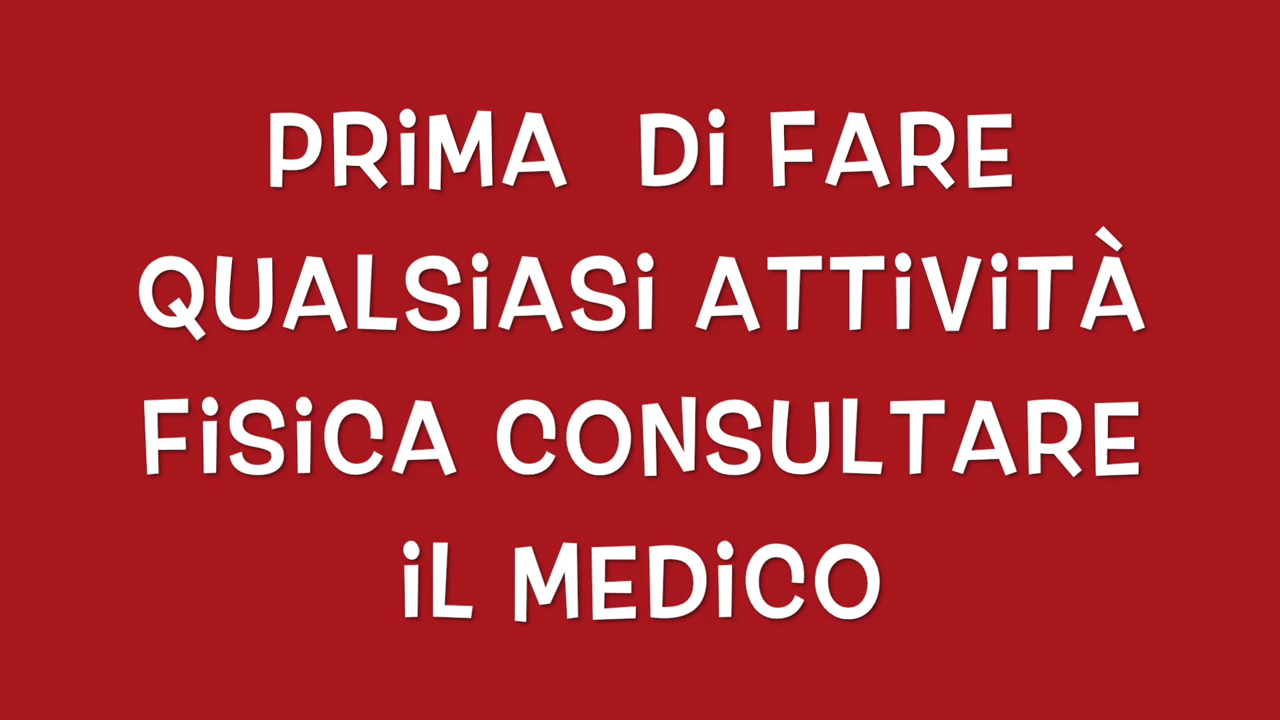 PRiMA Di FARE
QUALSiASi ATTiViTÀ
FiSiCA CONSULTARE
iL MEDiCO